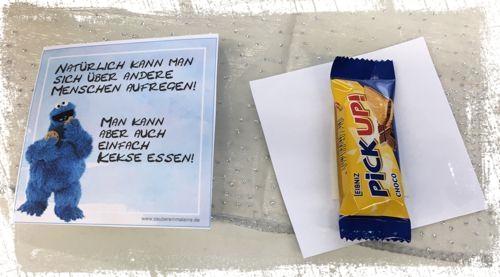 NATÜRLICH KANN MAN
SICH ÜBER ANDERE
MENSCHEN AUFREGEN!
MAN KANN
ABER AUCH
EINFACH
KEKSE ESSEN!
www.zaubereinmaleins.de
LEIBNIZ
PiCK UP!
CHOCO